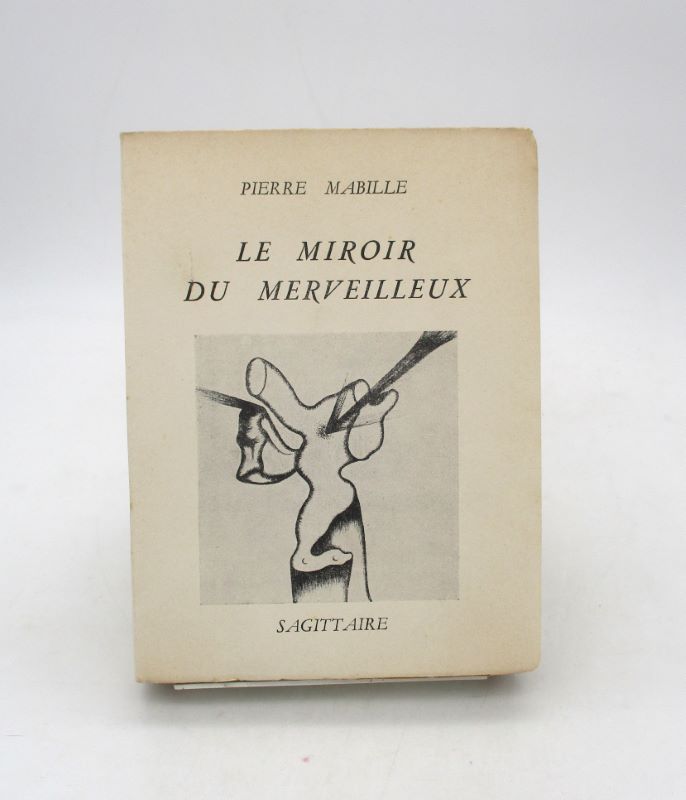 PIERRE MABILLE
LE MIROIR
DU MERVEILLEUX
SAGITTAIRE